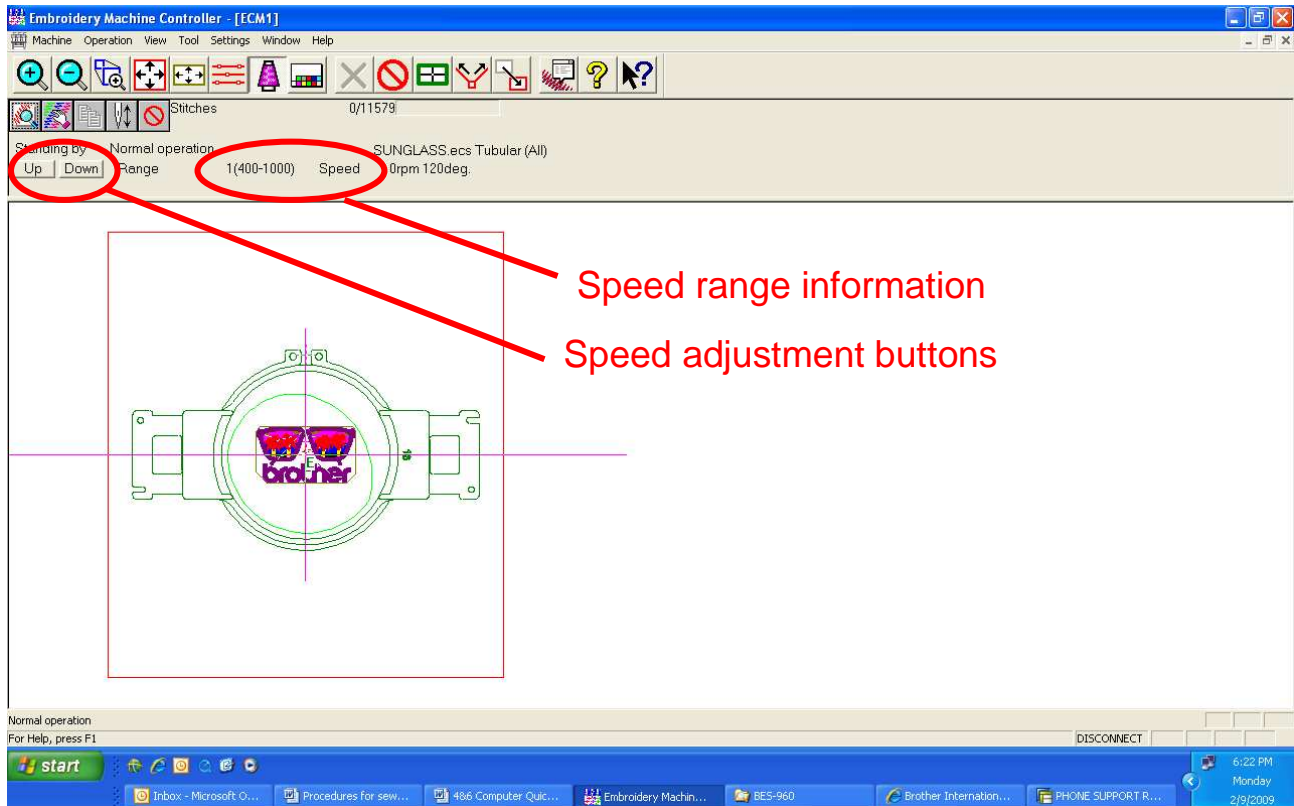 Embroidery Machine Controller - [ECM1]
Machine Operation View Tool Settings Window Help
Stitches 0/11579
Standing by Normal operation SUNGLASS.ecs Tubular (All)
Up Down Range 1(400-1000) Speed 0rpm 120deg.
Speed range information
Speed adjustment buttons
E
brother
Normal operation
For Help, press F1 DISCONNECT
start 6:22 PM
Inbox - Microsoft O... Procedures for sew... 4&6 Computer Quic... Embroidery Machin... BES-960 Brother Internation... PHONE SUPPORT R... Monday
2/9/2009